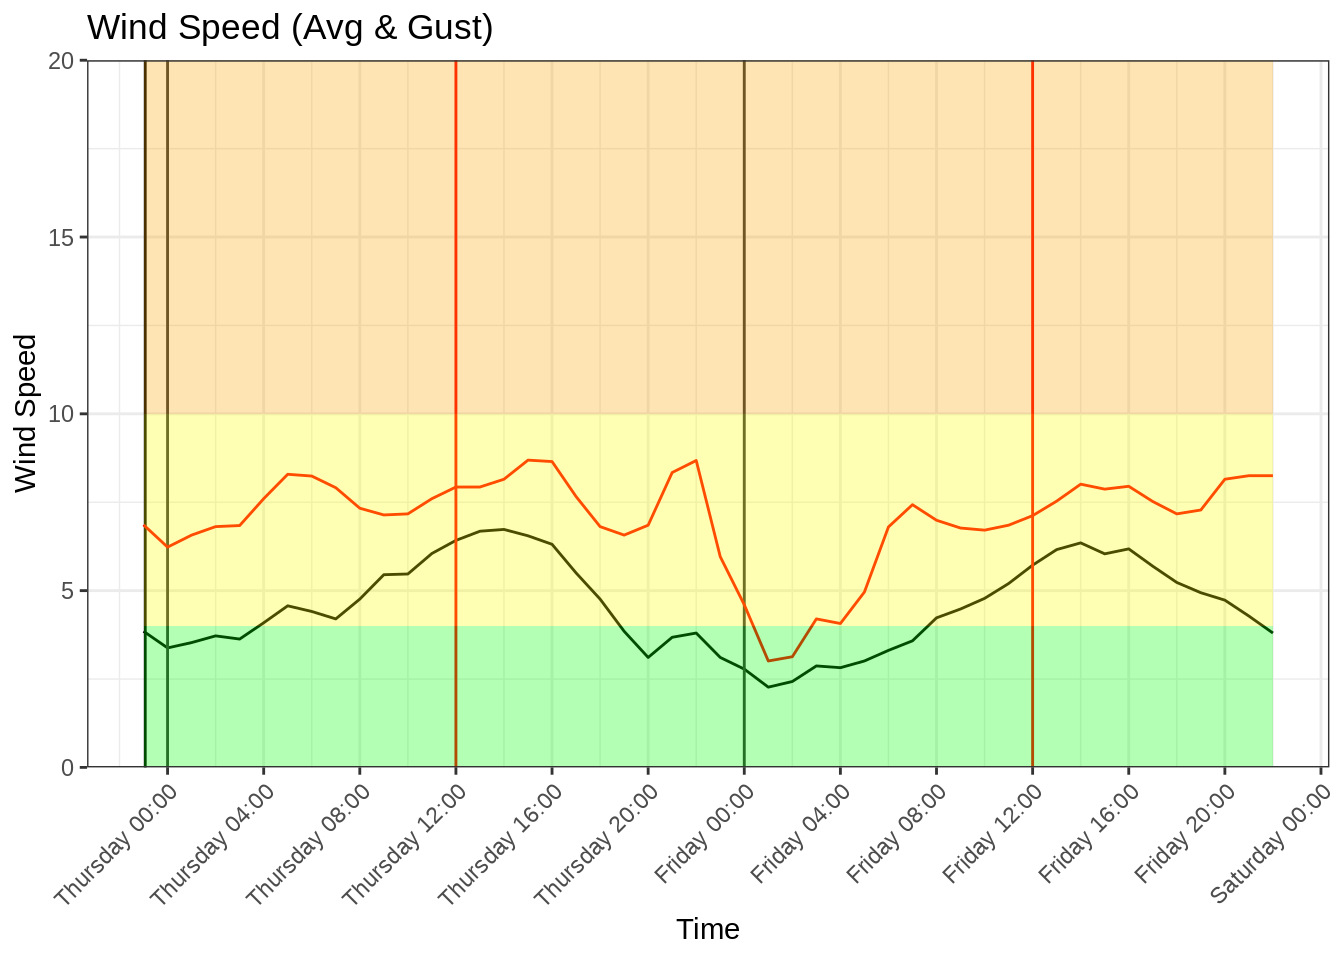 Wind Speed (Avg & Gust)
20
15
10
5
0
Wind Speed
Thursday 00:00
Thursday 04:00
Thursday 08:00
Thursday 12:00
Thursday 16:00
Thursday 20:00
Friday 00:00
Friday 04:00
Friday 08:00
Friday 12:00
Friday 16:00
Friday 20:00
Saturday 00:00
Time